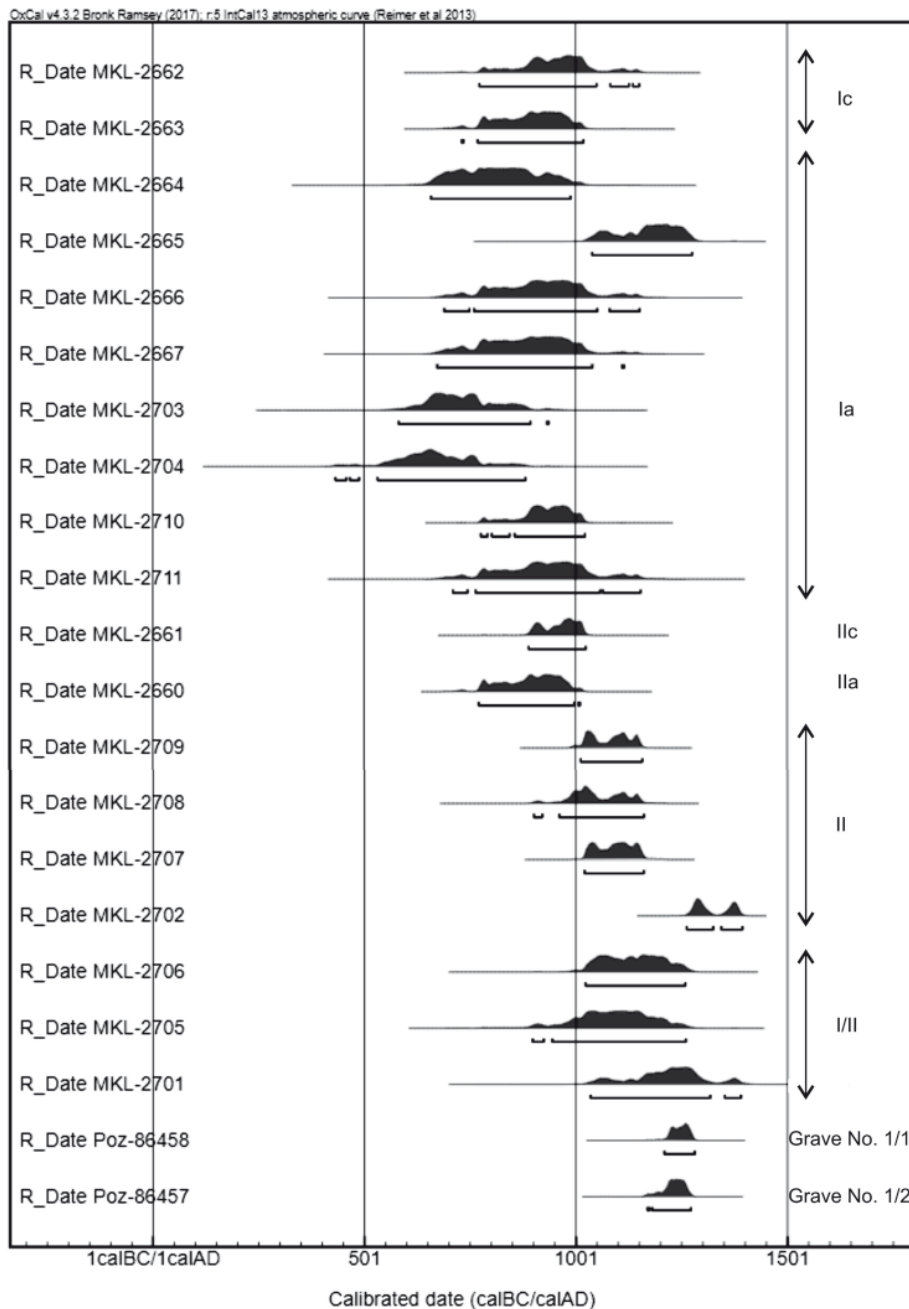 OxCal v4.3.2 Bronk Ramsey (2017); r:5 IntCal13 atmospheric curve (Reimer et al 2013)
R_Date MKL-2662
Ic
R_Date MKL-2663
R_Date MKL-2664
R_Date MKL-2665
R_Date MKL-2666
R_Date MKL-2667
R_Date MKL-2703
Ia
R_Date MKL-2704
R_Date MKL-2710
R_Date MKL-2711
R_Date MKL-2661 IIc
R_Date MKL-2660 IIa
R_Date MKL-2709
R_Date MKL-2708
II
R_Date MKL-2707
R_Date MKL-2702
R_Date MKL-2706
R_Date MKL-2705 I/II
R_Date MKL-2701
R_Date Poz-86458 Grave No. 1/1
R_Date Poz-86457 Grave No. 1/2
1calBC/1calAD 501 1001 1501
Calibrated date (calBC/calAD)